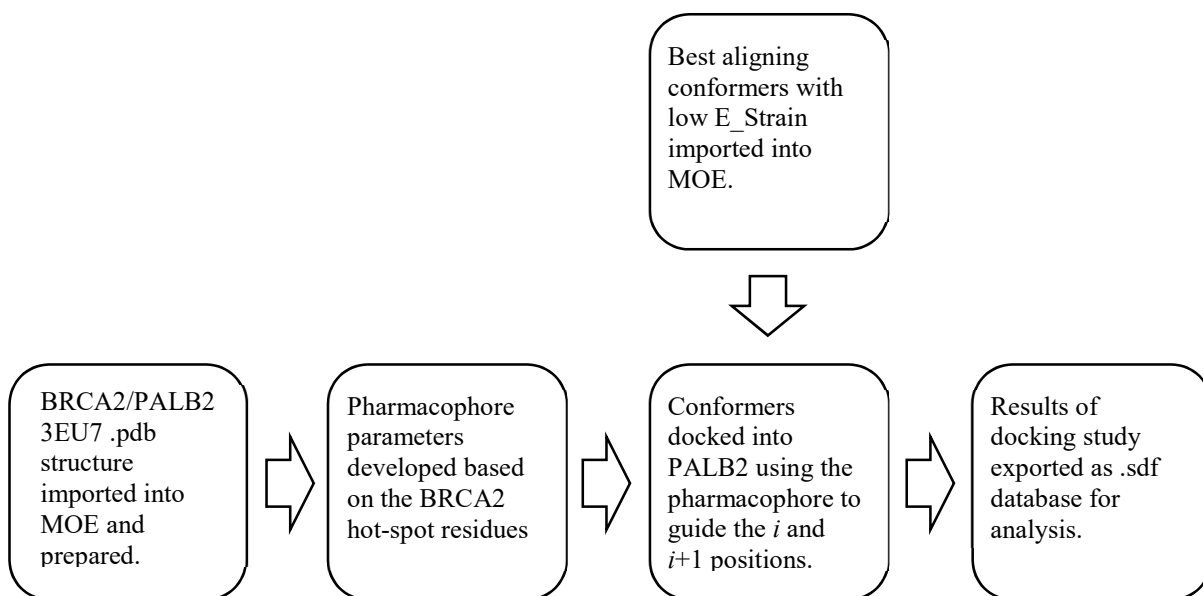 Best aligning
conformers with
low E_Strain
imported into
MOE.
BRCA2/PALB2
3EU7 .pdb
structure
imported into
MOE and
prepared.
Pharmacophore
parameters
developed based
on the BRCA2
hot-spot residues
Conformers
docked into
PALB2 using the
pharmacophore to
guide the i and
i+1 positions.
Results of
docking study
exported as .sdf
database for
analysis.